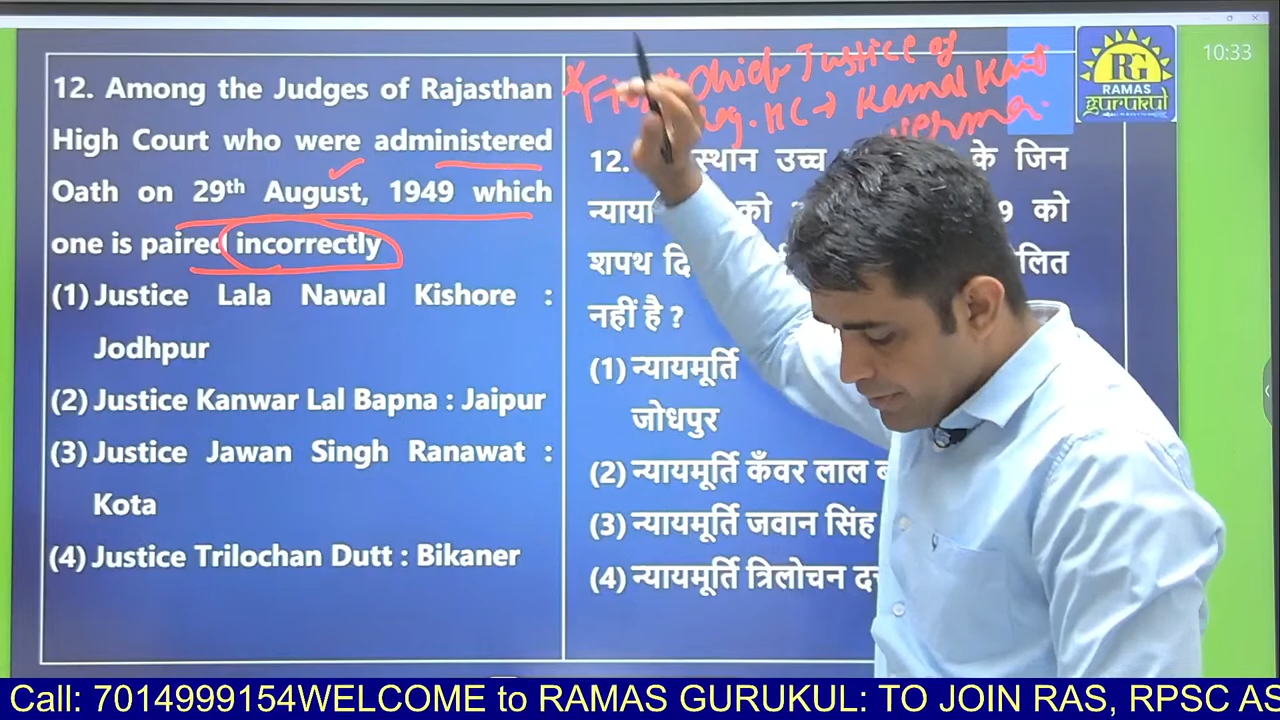 12. Among the Judges of Rajasthan
High Court who were administered
Oath on 29th August, 1949 which
one is paired incorrectly
(1) Justice Lala Nawal Kishore :
Jodhpur
(2) Justice Kanwar Lal Bapna : Jaipur
(3) Justice Jawan Singh Ranawat :
Kota
(4) Justice Trilochan Dutt : Bikaner
Chief Justice of
HC → Kamal Kant
verma
12. स्थान उच्च के जिन
को 9 को
शपथ
नहीं है ?
(1) न्यायमूर्ति
जोधपुर
(2) न्यायमूर्ति कँवर लाल
(3) न्यायमूर्ति जवान सिंह
(4) न्यायमूर्ति त्रिलोचन
RG
RAMAS
gurukul
10:33
Call: 7014999154WELCOME to RAMAS GURUKUL: TO JOIN RAS, RPSC AS